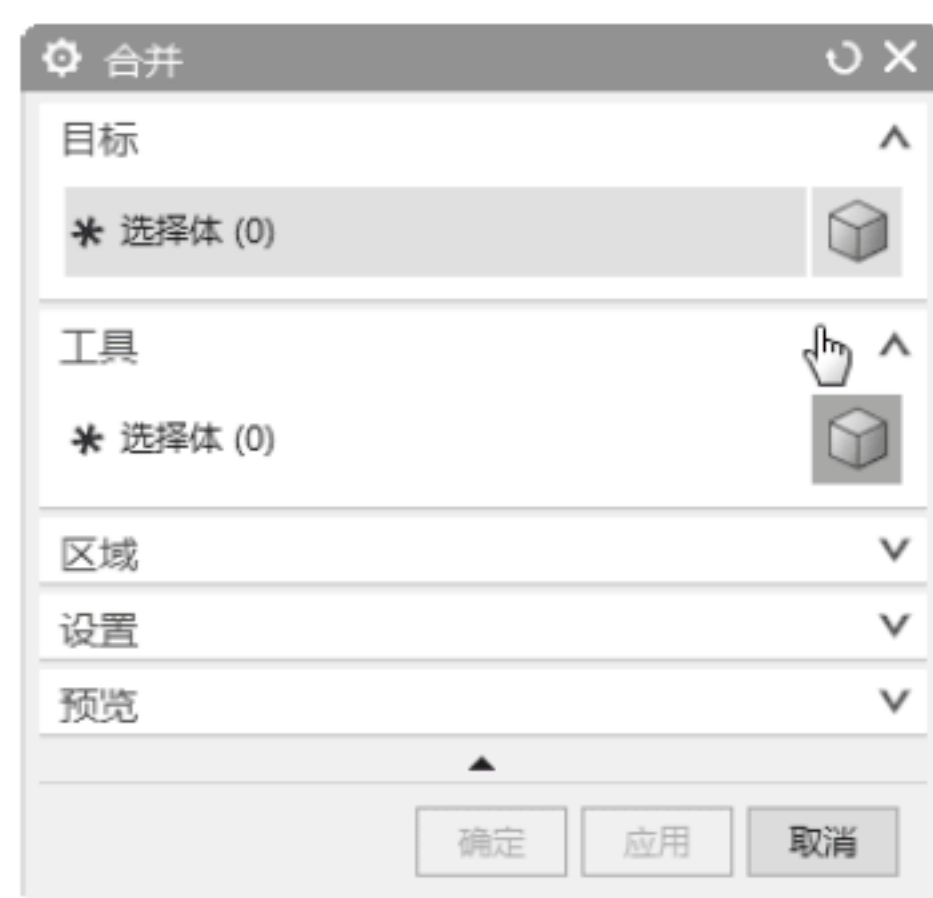 合并
目标
* 选择体 (0)
工具
* 选择体 (0)
区域
设置
预览
确定 应用 取消